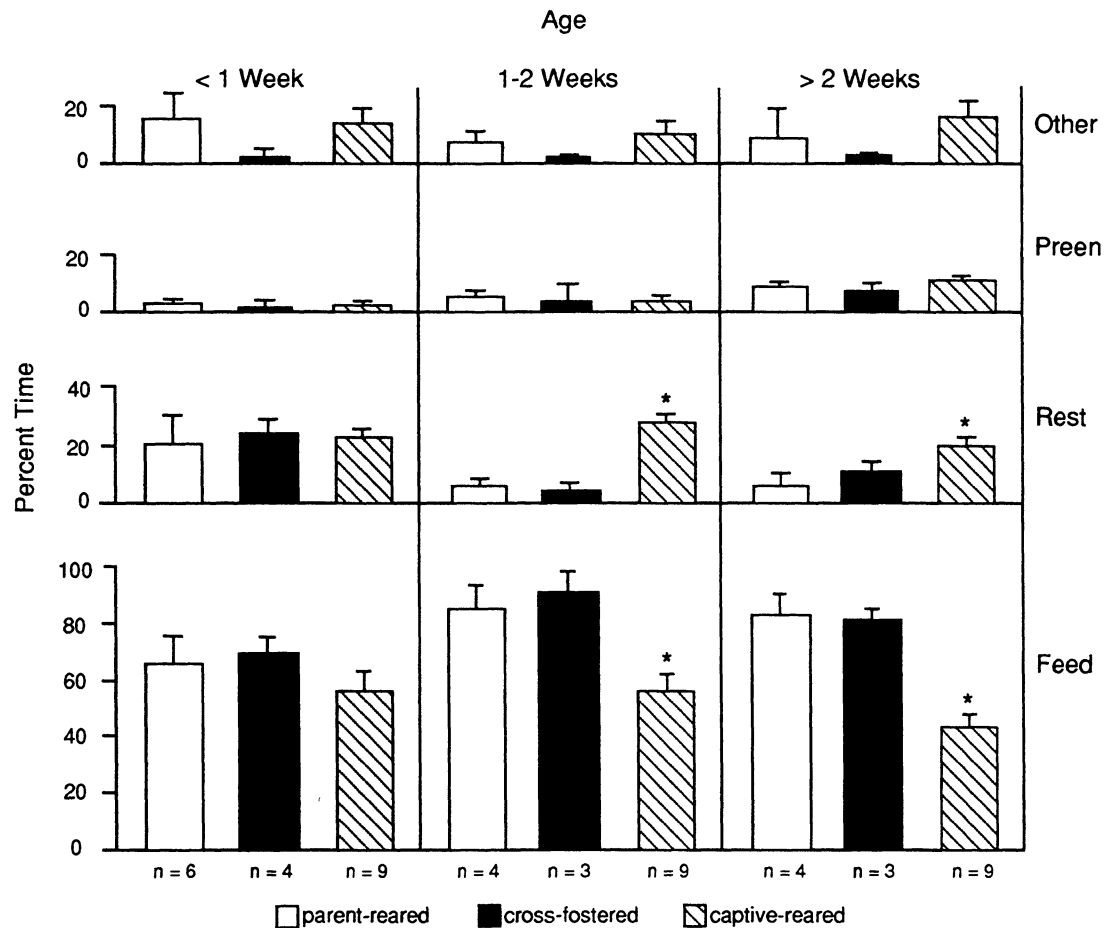 Age
< 1 Week 1-2 Weeks > 2 Weeks
20
0
Other
20
0
Preen
40
20
0
* *
Rest
100
80
60
40
20
0
* *
Feed
Percent Time
n = 6 n = 4 n = 9 n = 4 n = 3 n = 9 n = 4 n = 3 n = 9
parent-reared cross-fostered captive-reared